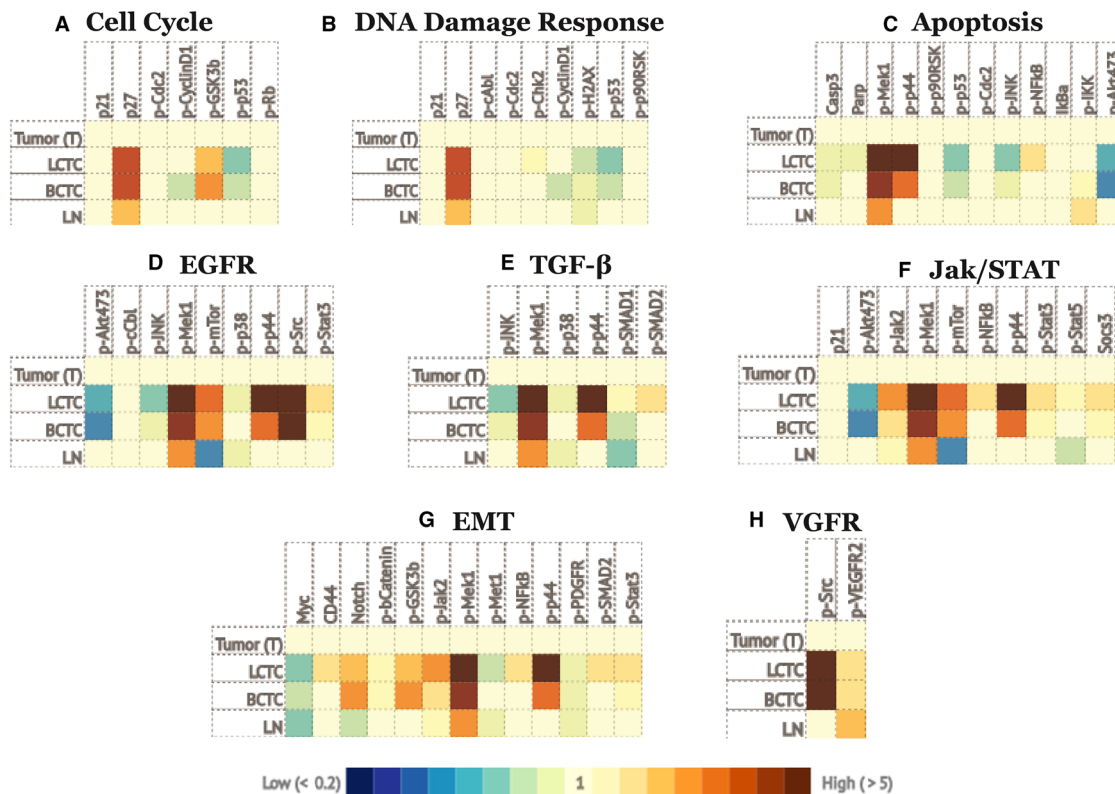 A Cell Cycle
p21 p27 p-Cdc2 p-CyclinD1 p-GSK3b p-p53 p-Rb
Tumor (T)
LCTC
BCTC
LN
B DNA Damage Response
p21 p27 p-cAbl p-Cdc2 p-Chk2 p-CyclinD1 p-H2AX p-p53 p-p90RSK
Tumor (T)
LCTC
BCTC
LN
C Apoptosis
Casp3 Parp p-Mek1 p-p44 p-p90RSK p-p53 p-Cdc2 p-JNK p-NFkB IkBa p-IKK p-Akt473
Tumor (T)
LCTC
BCTC
LN
D EGFR
p-Akt473 p-cCbl p-JNK p-Mek1 p-mTor p-p38 p-p44 p-Src p-Stat3
Tumor (T)
LCTC
BCTC
LN
E TGF-β
p-JNK p-Mek1 p-p38 p-p44 p-SMAD1 p-SMAD2
Tumor (T)
LCTC
BCTC
LN
F Jak/STAT
p21 p-Akt473 p-Jak2 p-Mek1 p-mTor p-NFkB p-p44 p-Stat3 p-Stat5 Socs3
Tumor (T)
LCTC
BCTC
LN
G EMT
Myc CD44 Notch p-bCatenin p-GSK3b p-Jak2 p-Mek1 p-Met1 p-NFkB p-p44 p-PDGFR p-SMAD2 p-Stat3
Tumor (T)
LCTC
BCTC
LN
H VGFR
p-Src p-VEGFR2
Tumor (T)
LCTC
BCTC
LN
Low (< 0.2) 1 High (> 5)